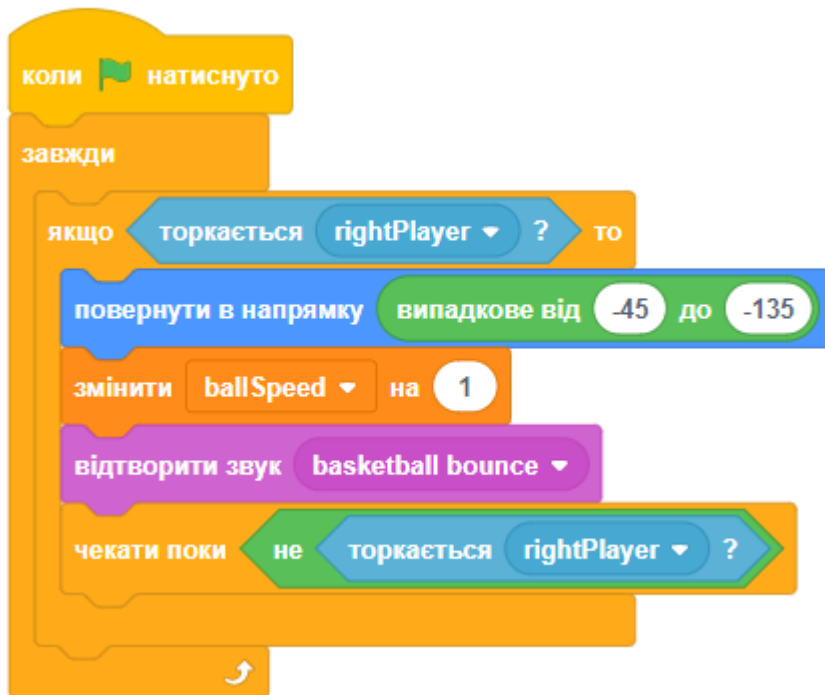 коли натиснуто
завжди
якщо торкається rightPlayer ? то
повернути в напрямку випадкове від -45 до -135
змінити ballSpeed на 1
відтворити звук basketball bounce
чекати поки не торкається rightPlayer ?